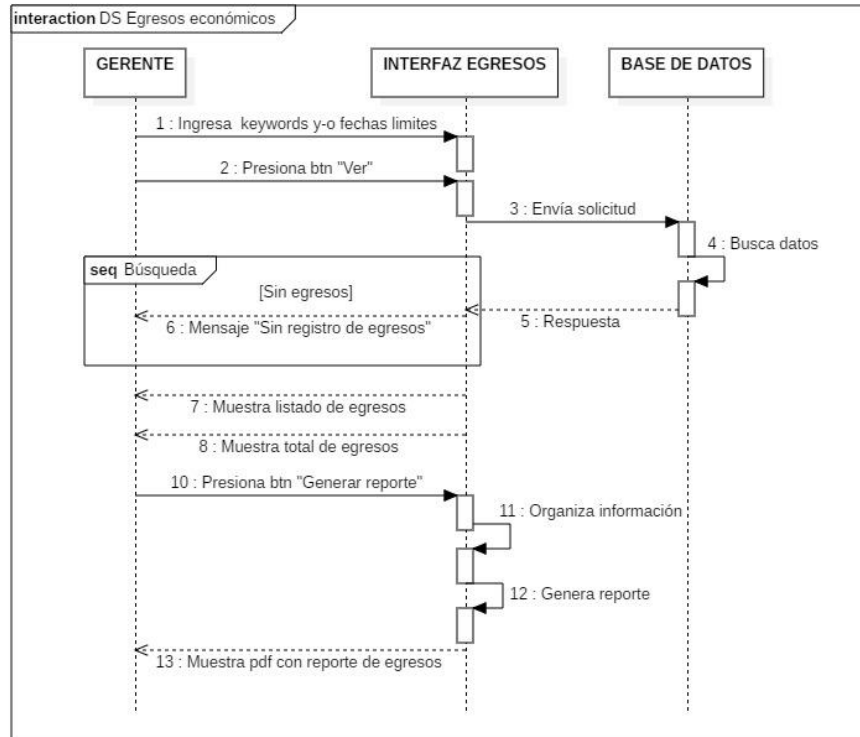 interaction DS Egresos económicos
GERENTE
INTERFAZ EGRESOS
BASE DE DATOS
1 : Ingresa keywords y-o fechas limites
2 : Presiona btn "Ver"
3 : Envía solicitud
4 : Busca datos
seq Búsqueda
[Sin egresos]
5 : Respuesta
6 : Mensaje "Sin registro de egresos"
7 : Muestra listado de egresos
8 : Muestra total de egresos
10 : Presiona btn "Generar reporte"
11 : Organiza información
12 : Genera reporte
13 : Muestra pdf con reporte de egresos